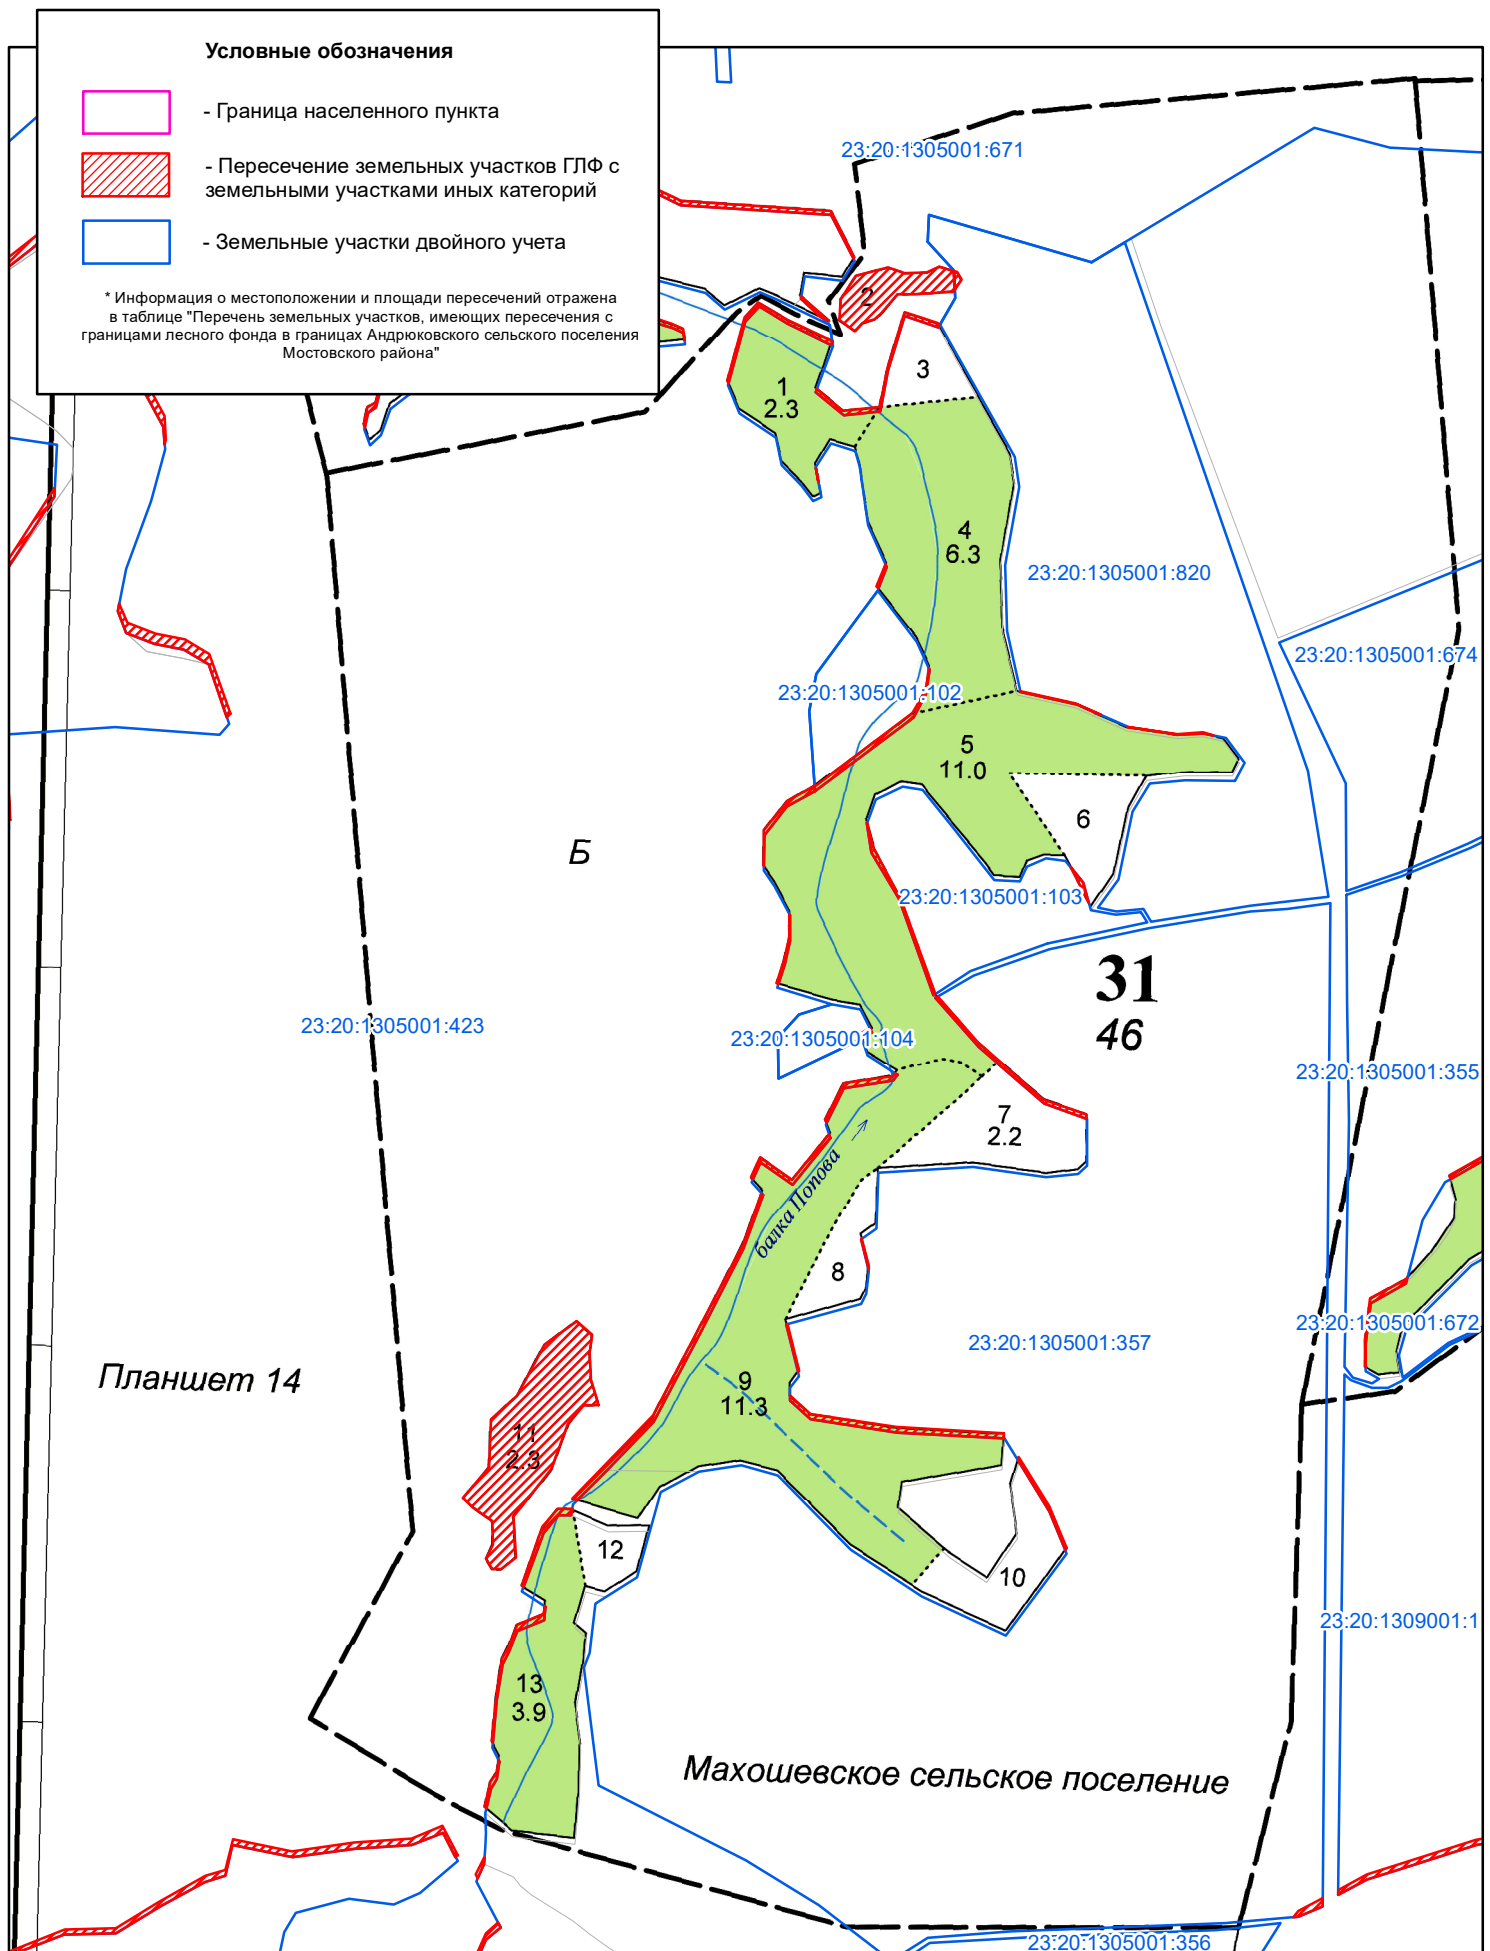 Условные обозначения
- Граница населенного пункта
- Пересечение земельных участков ГЛФ с
земельными участками иных категорий
- Земельные участки двойного учета
* Информация о местоположении и площади пересечений отражена
в таблице "Перечень земельных участков, имеющих пересечения с
границами лесного фонда в границах Андрюковского сельского поселения
Мостовского района"
23:20:1305001:671
2
3
1
2.3
4
6.3
23:20:1305001:820
23:20:1305001:674
23:20:1305001:102
5
11.0
6
Б
23:20:1305001:103
31
46
23:20:1305001:423
23:20:1305001:104
23:20:1305001:355
7
2.2
балка Попова
8
23:20:1305001:672
23:20:1305001:357
Планшет 14
9
11.3
11
2.3
12
10
23:20:1309001:1
13
3.9
Махошевское сельское поселение
23:20:1305001:356